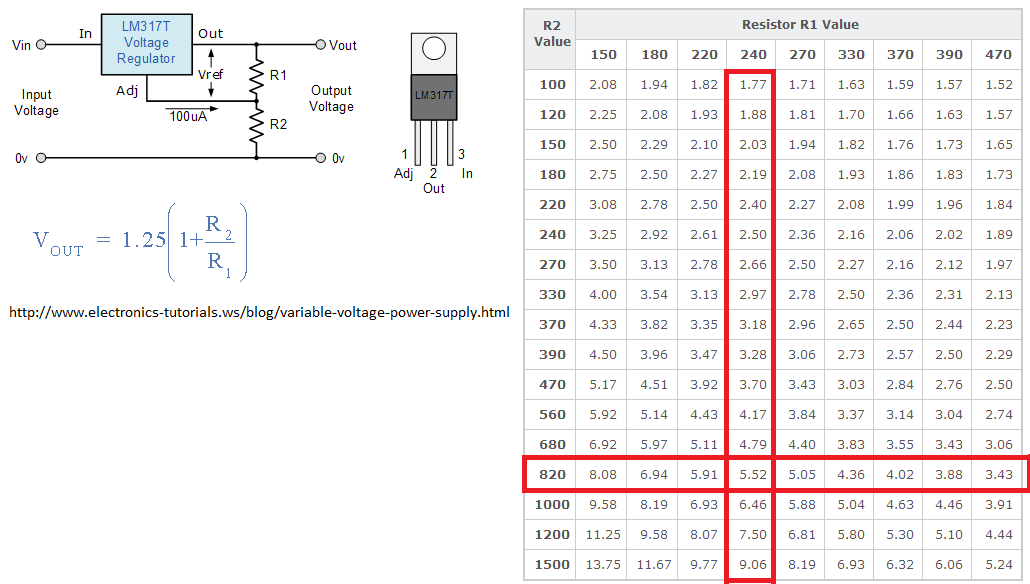 LM317T
Voltage
Regulator
In
Out
Vin
Vout
Adj
Vref
R1
100uA
R2
Input
Voltage
Output
Voltage
0v
0v
LM317T
1
3
Adj
2
In
Out
V OUT = 1.25(1+ R 2 / R 1)
http://www.electronics-tutorials.ws/blog/variable-voltage-power-supply.html
R2 Value Resistor R1 Value
150 180 220 240 270 330 370 390 470
100 2.08 1.94 1.82 1.77 1.71 1.63 1.59 1.57 1.52
120 2.25 2.08 1.93 1.88 1.81 1.70 1.66 1.63 1.57
150 2.50 2.29 2.10 2.03 1.94 1.82 1.76 1.73 1.65
180 2.75 2.50 2.27 2.19 2.08 1.93 1.86 1.83 1.73
220 3.08 2.78 2.50 2.40 2.27 2.08 1.99 1.96 1.84
240 3.25 2.92 2.61 2.50 2.36 2.16 2.06 2.02 1.89
270 3.50 3.13 2.78 2.66 2.50 2.27 2.16 2.12 1.97
330 4.00 3.54 3.13 2.97 2.78 2.50 2.36 2.31 2.13
370 4.33 3.82 3.35 3.18 2.96 2.65 2.50 2.44 2.23
390 4.50 3.96 3.47 3.28 3.06 2.73 2.57 2.50 2.29
470 5.17 4.51 3.92 3.70 3.43 3.03 2.84 2.76 2.50
560 5.92 5.14 4.43 4.17 3.84 3.37 3.14 3.04 2.74
680 6.92 5.97 5.11 4.79 4.40 3.83 3.55 3.43 3.06
820 8.08 6.94 5.91 5.52 5.05 4.36 4.02 3.88 3.43
1000 9.58 8.19 6.93 6.46 5.88 5.04 4.63 4.46 3.91
1200 11.25 9.58 8.07 7.50 6.81 5.80 5.30 5.10 4.44
1500 13.75 11.67 9.77 9.06 8.19 6.93 6.32 6.06 5.24